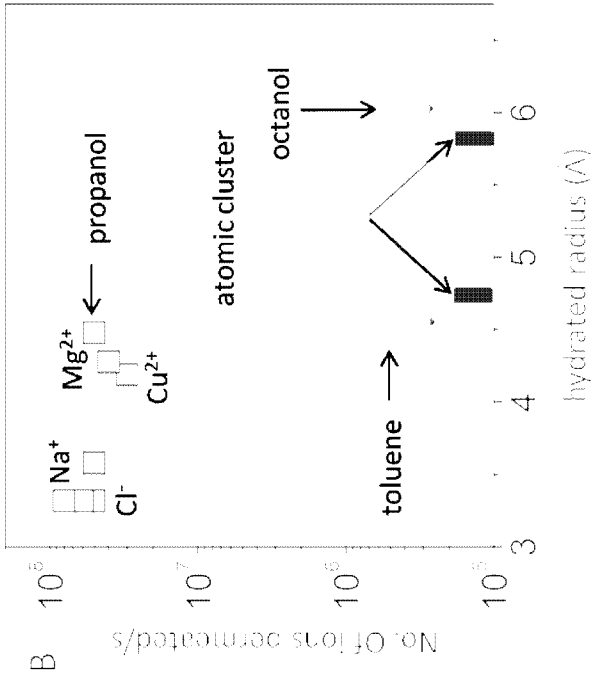 B
No. Of ions permeated/s
10⁸
10⁷
10⁶
10⁵
Na⁺
Cl⁻
Mg²⁺
Cu²⁺
propanol
atomic cluster
octanol
toluene
3 4 5 6
hydrated radius (Å)